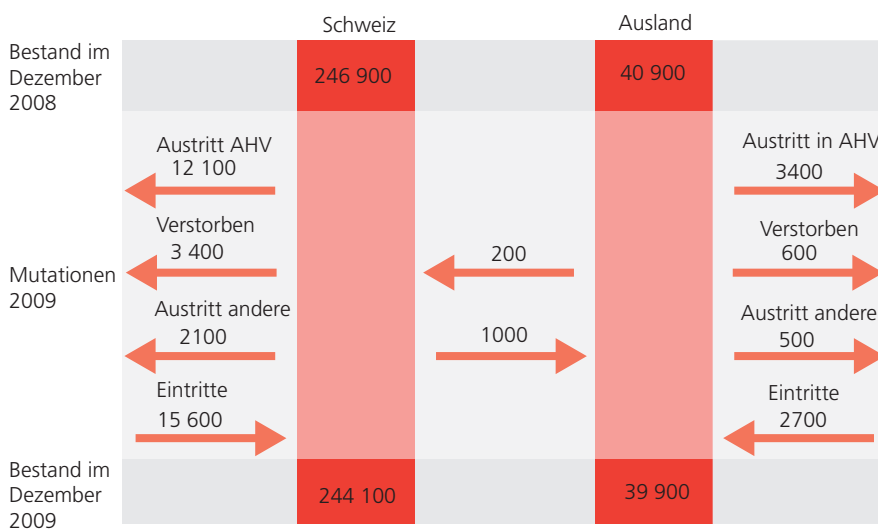 Schweiz
Ausland
Bestand im
Dezember
2008
246 900
40 900
Austritt AHV
12 100
Austritt in AHV
3400
Verstorben
3 400
200
Verstorben
600
Mutationen
2009
Austritt andere
2100
1000
Austritt andere
500
Eintritte
15 600
Eintritte
2700
Bestand im
Dezember
2009
244 100
39 900